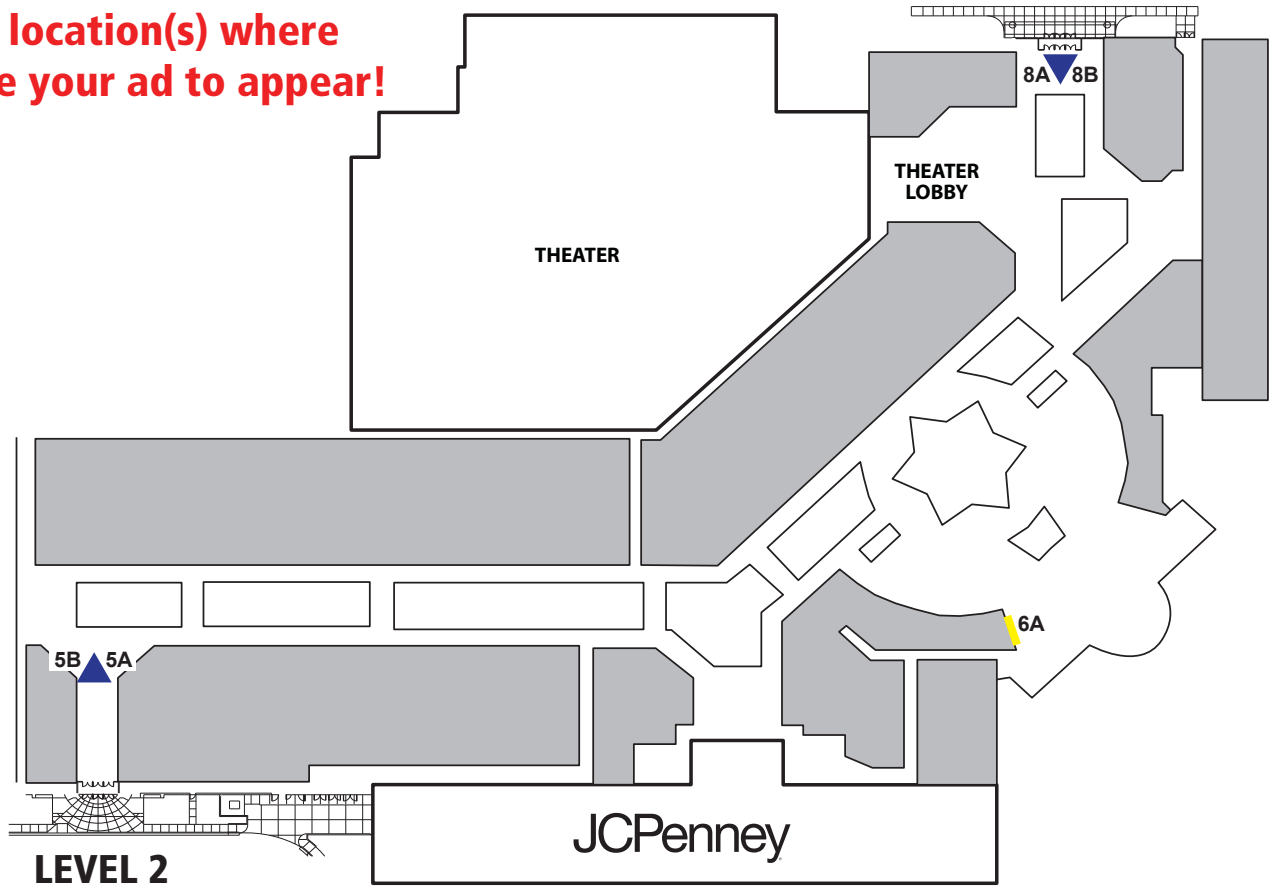 location(s) where
e your ad to appear!
8A 8B
THEATER
LOBBY
THEATER
6A
5B 5A
JCPenney
LEVEL 2